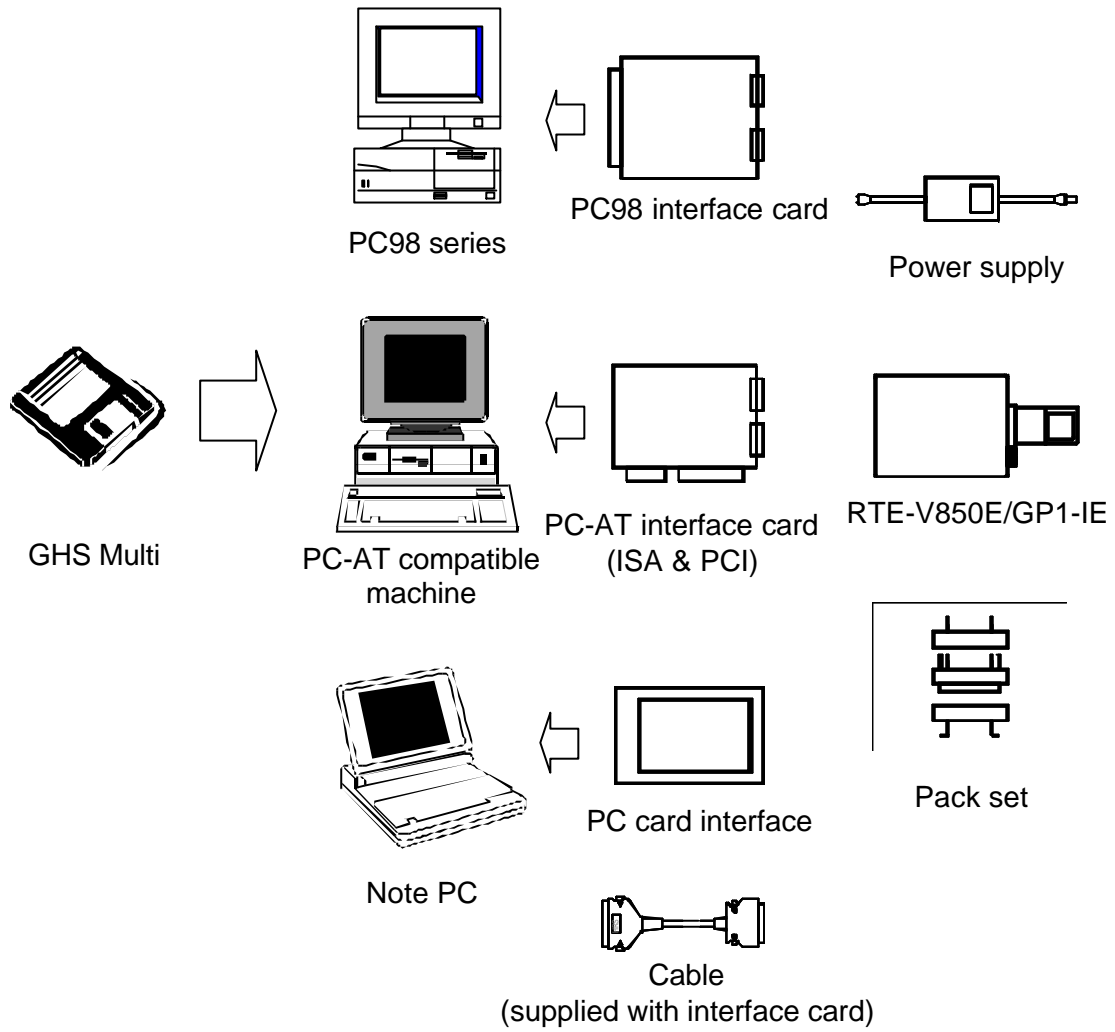 PC98 series
PC98 interface card
Power supply
GHS Multi
PC-AT compatible
machine
PC-AT interface card
(ISA & PCI)
RTE-V850E/GP1-IE
Note PC
PC card interface
Pack set
Cable
(supplied with interface card)